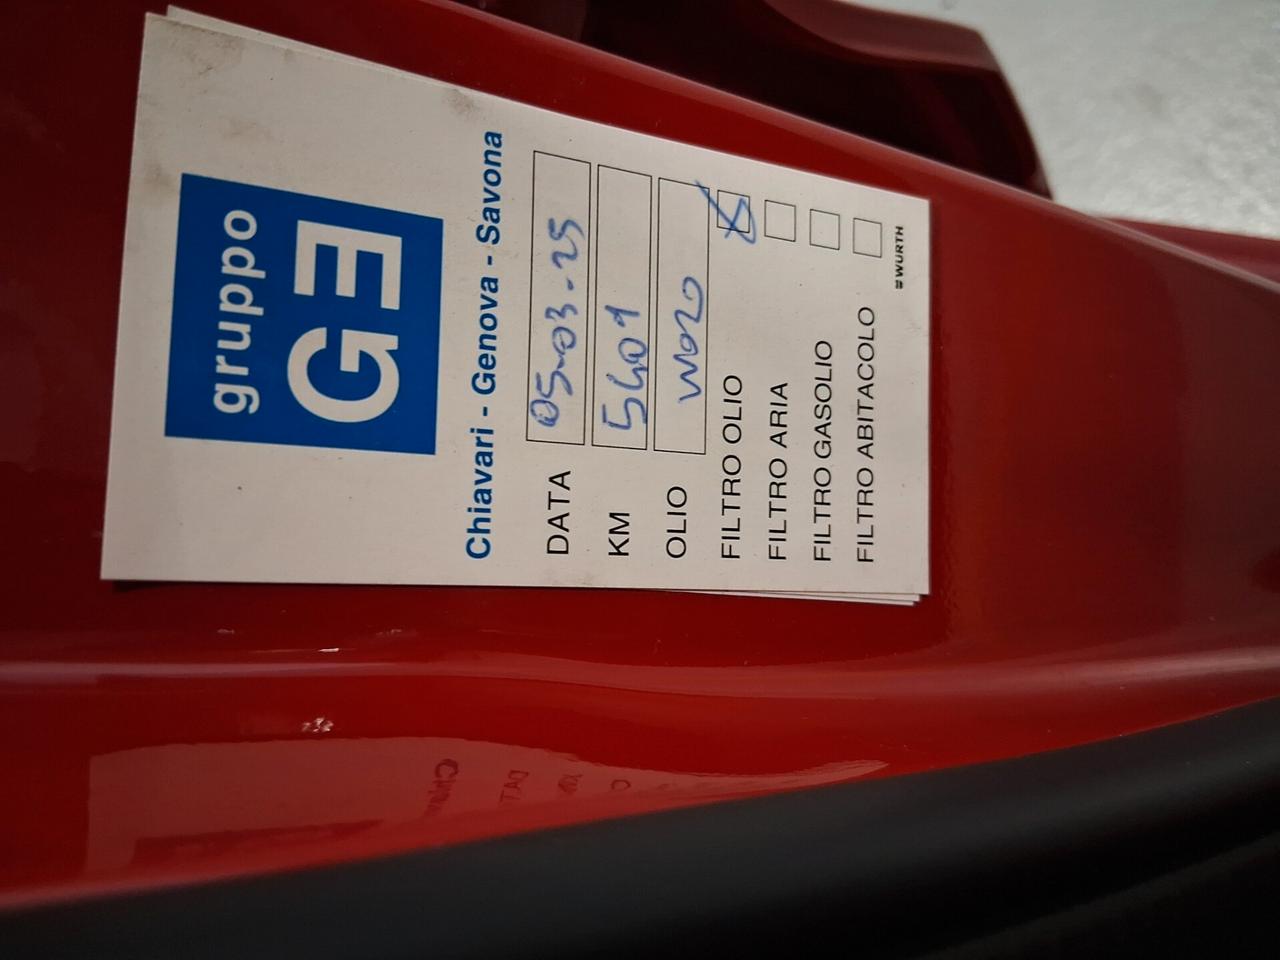 gruppo
GE
Chiavari - Genova - Savona
DATA 05-03-25
KM 5409
OLIO W020
FILTRO OLIO
FILTRO ARIA
FILTRO GASOLIO
FILTRO ABITACOLO
WÜRTH